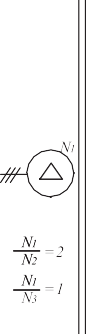 N1
N1/N2 = 2
N1/N3 = 1